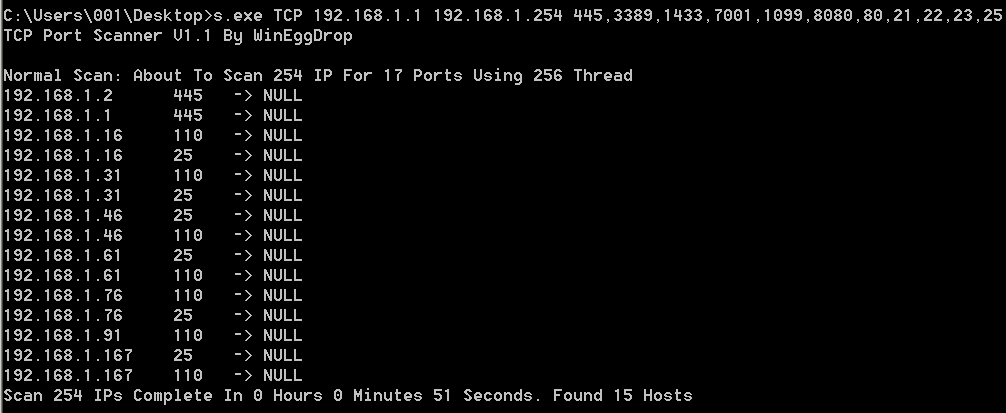 C:\Users\001\Desktop>s.exe TCP 192.168.1.1 192.168.1.254 445,3389,1433,7001,1099,8080,80,21,22,23,25
TCP Port Scanner V1.1 By WinEggDrop
Normal Scan: About To Scan 254 IP For 17 Ports Using 256 Thread
192.168.1.2 445 -> NULL
192.168.1.1 445 -> NULL
192.168.1.16 110 -> NULL
192.168.1.16 25 -> NULL
192.168.1.31 110 -> NULL
192.168.1.31 25 -> NULL
192.168.1.46 25 -> NULL
192.168.1.46 110 -> NULL
192.168.1.61 25 -> NULL
192.168.1.61 110 -> NULL
192.168.1.76 110 -> NULL
192.168.1.76 25 -> NULL
192.168.1.91 110 -> NULL
192.168.1.167 25 -> NULL
192.168.1.167 110 -> NULL
Scan 254 IPs Complete In 0 Hours 0 Minutes 51 Seconds. Found 15 Hosts